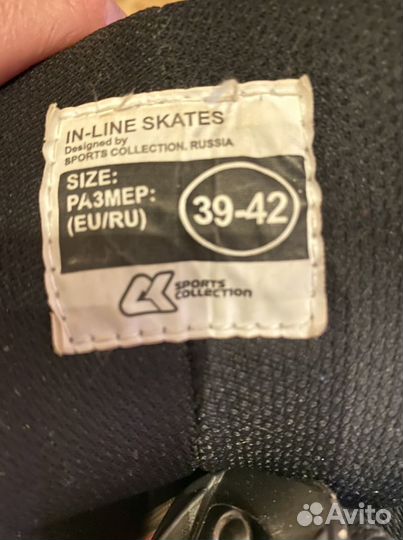 IN-LINE SKATES
Designed by
SPORTS COLLECTION, RUSSIA
SIZE:
РАЗМЕР:
(EU/RU)
39-42
SPORTS
COLLECTION
Avito